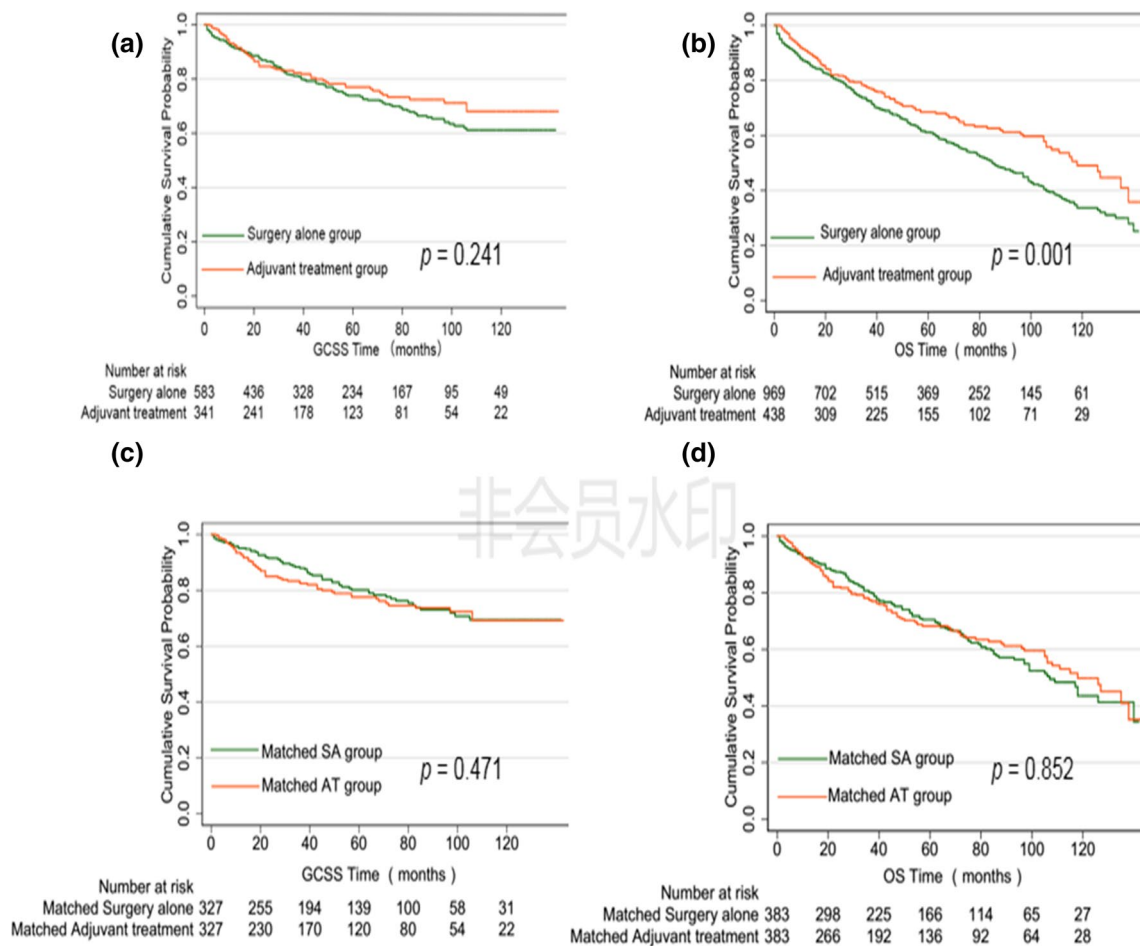 (a)
Cumulative Survival Probability
0.0 0.2 0.4 0.6 0.8 1.0
Surgery alone group
Adjuvant treatment group
p = 0.241
0 20 40 60 80 100 120
GCSS Time (months)
Number at risk
Surgery alone 583 436 328 234 167 95 49
Adjuvant treatment 341 241 178 123 81 54 22
(b)
Cumulative Survival Probability
0.0 0.2 0.4 0.6 0.8 1.0
Surgery alone group
Adjuvant treatment group
p = 0.001
0 20 40 60 80 100 120
OS Time ( months )
Number at risk
Surgery alone 969 702 515 369 252 145 61
Adjuvant treatment 438 309 225 155 102 71 29
(c)
Cumulative Survival Probability
0.0 0.2 0.4 0.6 0.8 1.0
Matched SA group
Matched AT group
p = 0.471
0 20 40 60 80 100 120
GCSS Time ( months )
Number at risk
Matched Surgery alone 327 255 194 139 100 58 31
Matched Adjuvant treatment 327 230 170 120 80 54 22
(d)
Cumulative Survival Probability
0.0 0.2 0.4 0.6 0.8 1.0
Matched SA group
Matched AT group
p = 0.852
0 20 40 60 80 100 120
OS Time ( months )
Number at risk
Matched Surgery alone 383 298 225 166 114 65 27
Matched Adjuvant treatment 383 266 192 136 92 64 28
非会员水印